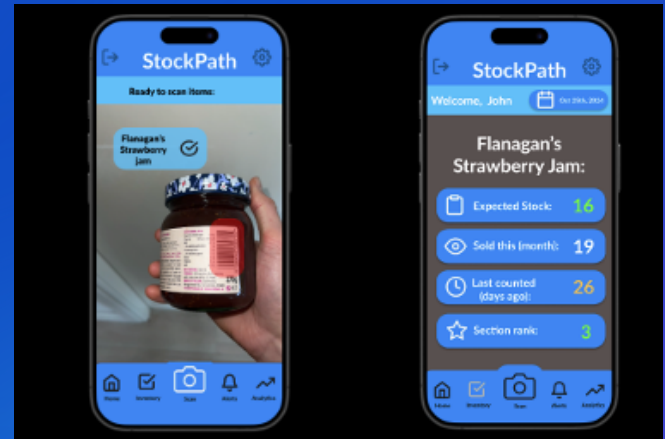 StockPath
Ready to scan items:
Flanagan's
Strawberry
jam
Home
Inventory
Scan
Alerts
Analytics
StockPath
Welcome, John
Oct 25th, 2024
Flanagan's
Strawberry Jam:
Expected Stock: 16
Sold this (month): 19
Last counted
(days ago): 26
Section rank: 3
Home
Inventory
Scan
Alerts
Analytics